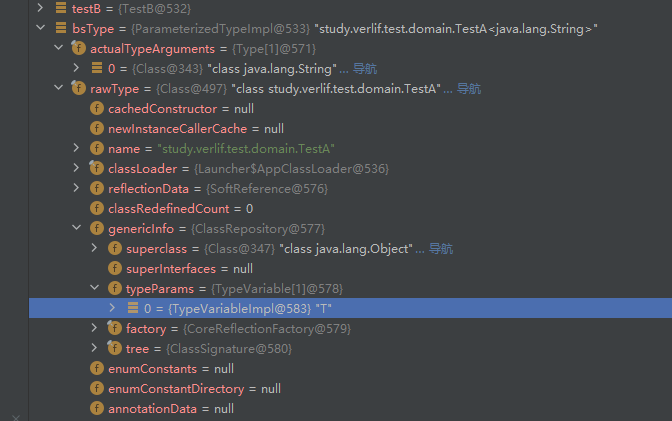 testB = {TestB@532}
bsType = {ParameterizedTypeImpl@533} "study.verlif.test.domain.TestA<java.lang.String>"
f actualTypeArguments = {Type[1]@571}
0 = {Class@343} "class java.lang.String"... 导航
f rawType = {Class@497} "class study.verlif.test.domain.TestA"... 导航
f cachedConstructor = null
f newInstanceCallerCache = null
f name = "study.verlif.test.domain.TestA"
f classLoader = {Launcher$AppClassLoader@536}
f reflectionData = {SoftReference@576}
f classRedefinedCount = 0
f genericInfo = {ClassRepository@577}
f superclass = {Class@347} "class java.lang.Object"... 导航
f superInterfaces = null
f typeParams = {TypeVariable[1]@578}
0 = {TypeVariableImpl@583} "T"
f factory = {CoreReflectionFactory@579}
f tree = {ClassSignature@580}
f enumConstants = null
f enumConstantDirectory = null
f annotationData = null